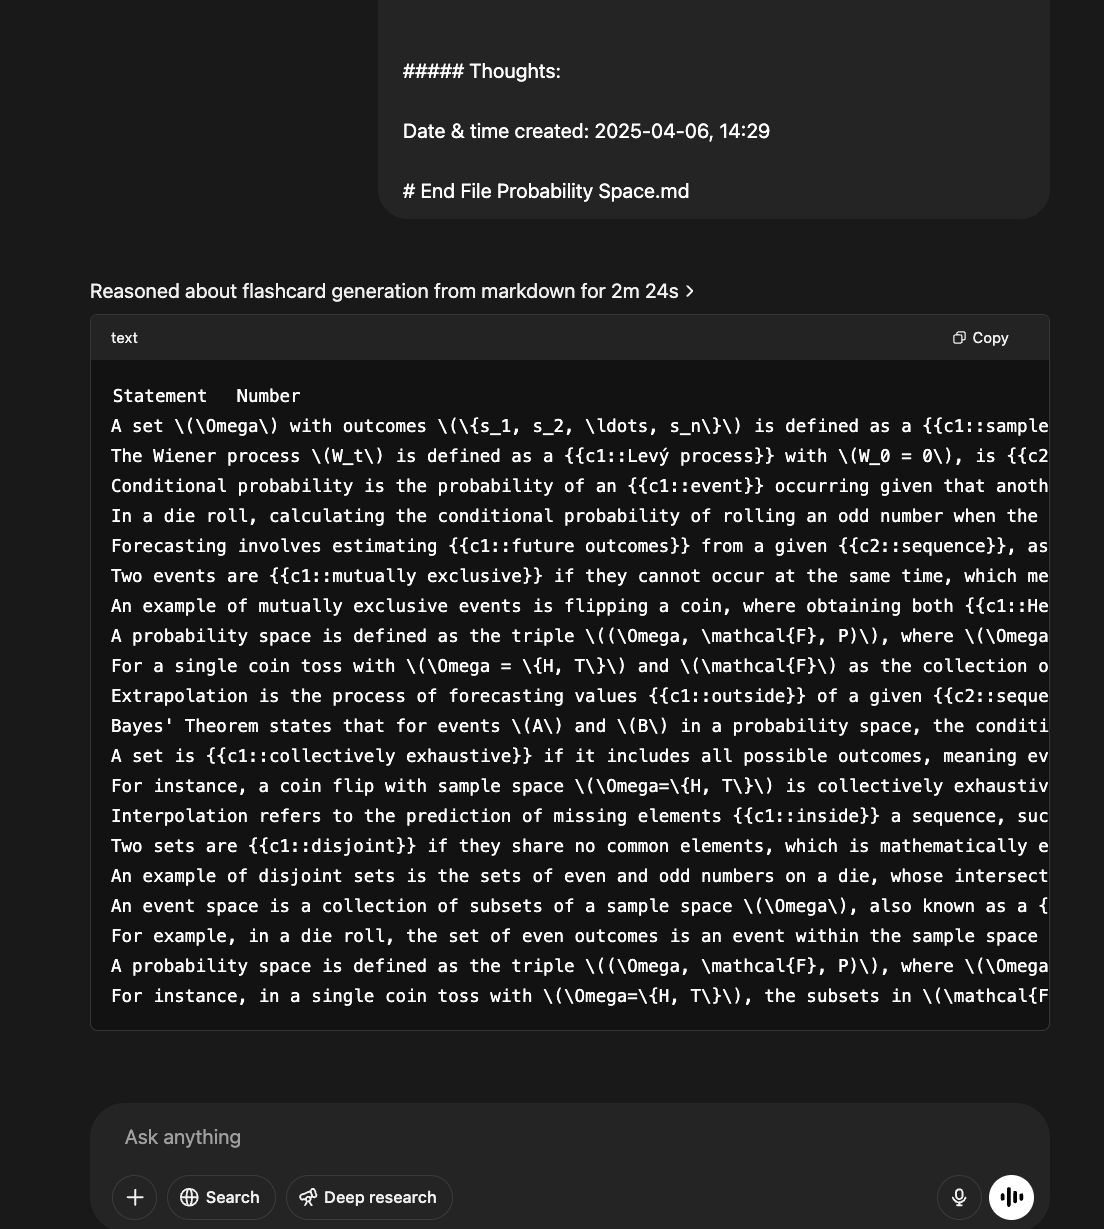 ##### Thoughts:
Date & time created: 2025-04-06, 14:29
# End File Probability Space.md
Reasoned about flashcard generation from markdown for 2m 24s >
text
Copy
Statement   Number
A set \(\Omega\) with outcomes \(\{s_1, s_2, \ldots, s_n\}\) is defined as a {{c1::sample
The Wiener process \(W_t\) is defined as a {{c1::Levý process}} with \(W_0 = 0\), is {{c2
Conditional probability is the probability of an {{c1::event}} occurring given that anoth
In a die roll, calculating the conditional probability of rolling an odd number when the
Forecasting involves estimating {{c1::future outcomes}} from a given {{c2::sequence}}, as
Two events are {{c1::mutually exclusive}} if they cannot occur at the same time, which me
An example of mutually exclusive events is flipping a coin, where obtaining both {{c1::He
A probability space is defined as the triple \((\Omega, \mathcal{F}, P)\), where \(\Omega
For a single coin toss with \(\Omega = \{H, T\}\) and \(\mathcal{F}\) as the collection o
Extrapolation is the process of forecasting values {{c1::outside}} of a given {{c2::seque
Bayes' Theorem states that for events \(A\) and \(B\) in a probability space, the conditi
A set is {{c1::collectively exhaustive}} if it includes all possible outcomes, meaning ev
For instance, a coin flip with sample space \(\Omega=\{H, T\}\) is collectively exhaustiv
Interpolation refers to the prediction of missing elements {{c1::inside}} a sequence, suc
Two sets are {{c1::disjoint}} if they share no common elements, which is mathematically e
An example of disjoint sets is the sets of even and odd numbers on a die, whose intersect
An event space is a collection of subsets of a sample space \(\Omega\), also known as a {
For example, in a die roll, the set of even outcomes is an event within the sample space
A probability space is defined as the triple \((\Omega, \mathcal{F}, P)\), where \(\Omega
For instance, in a single coin toss with \(\Omega=\{H, T\}\), the subsets in \(\mathcal{F
Ask anything
Search
Deep research